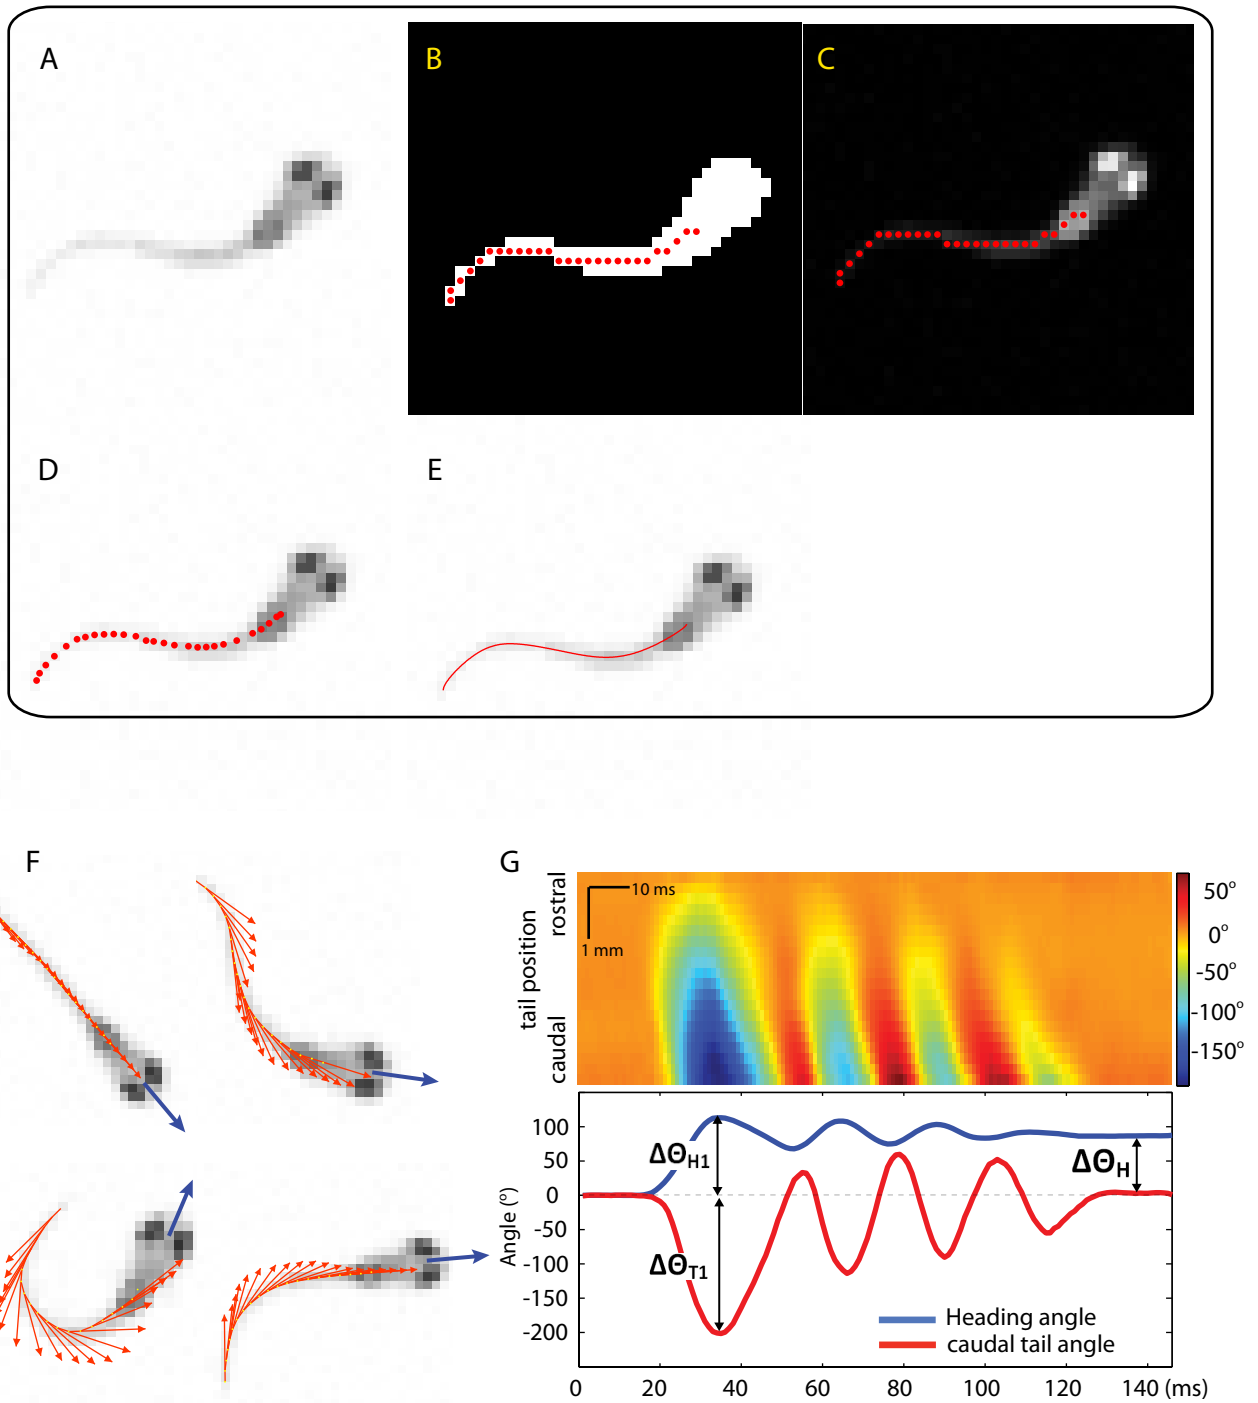 A
B
C
D
E
F
G
rostral
tail position
caudal
10 ms
1 mm
50°
0°
-50°
-100°
-150°
Angle (°)
100
50
0
-50
-100
-150
-200
ΔΘH1
ΔΘT1
ΔΘH
Heading angle
caudal tail angle
0 20 40 60 80 100 120 140 (ms)